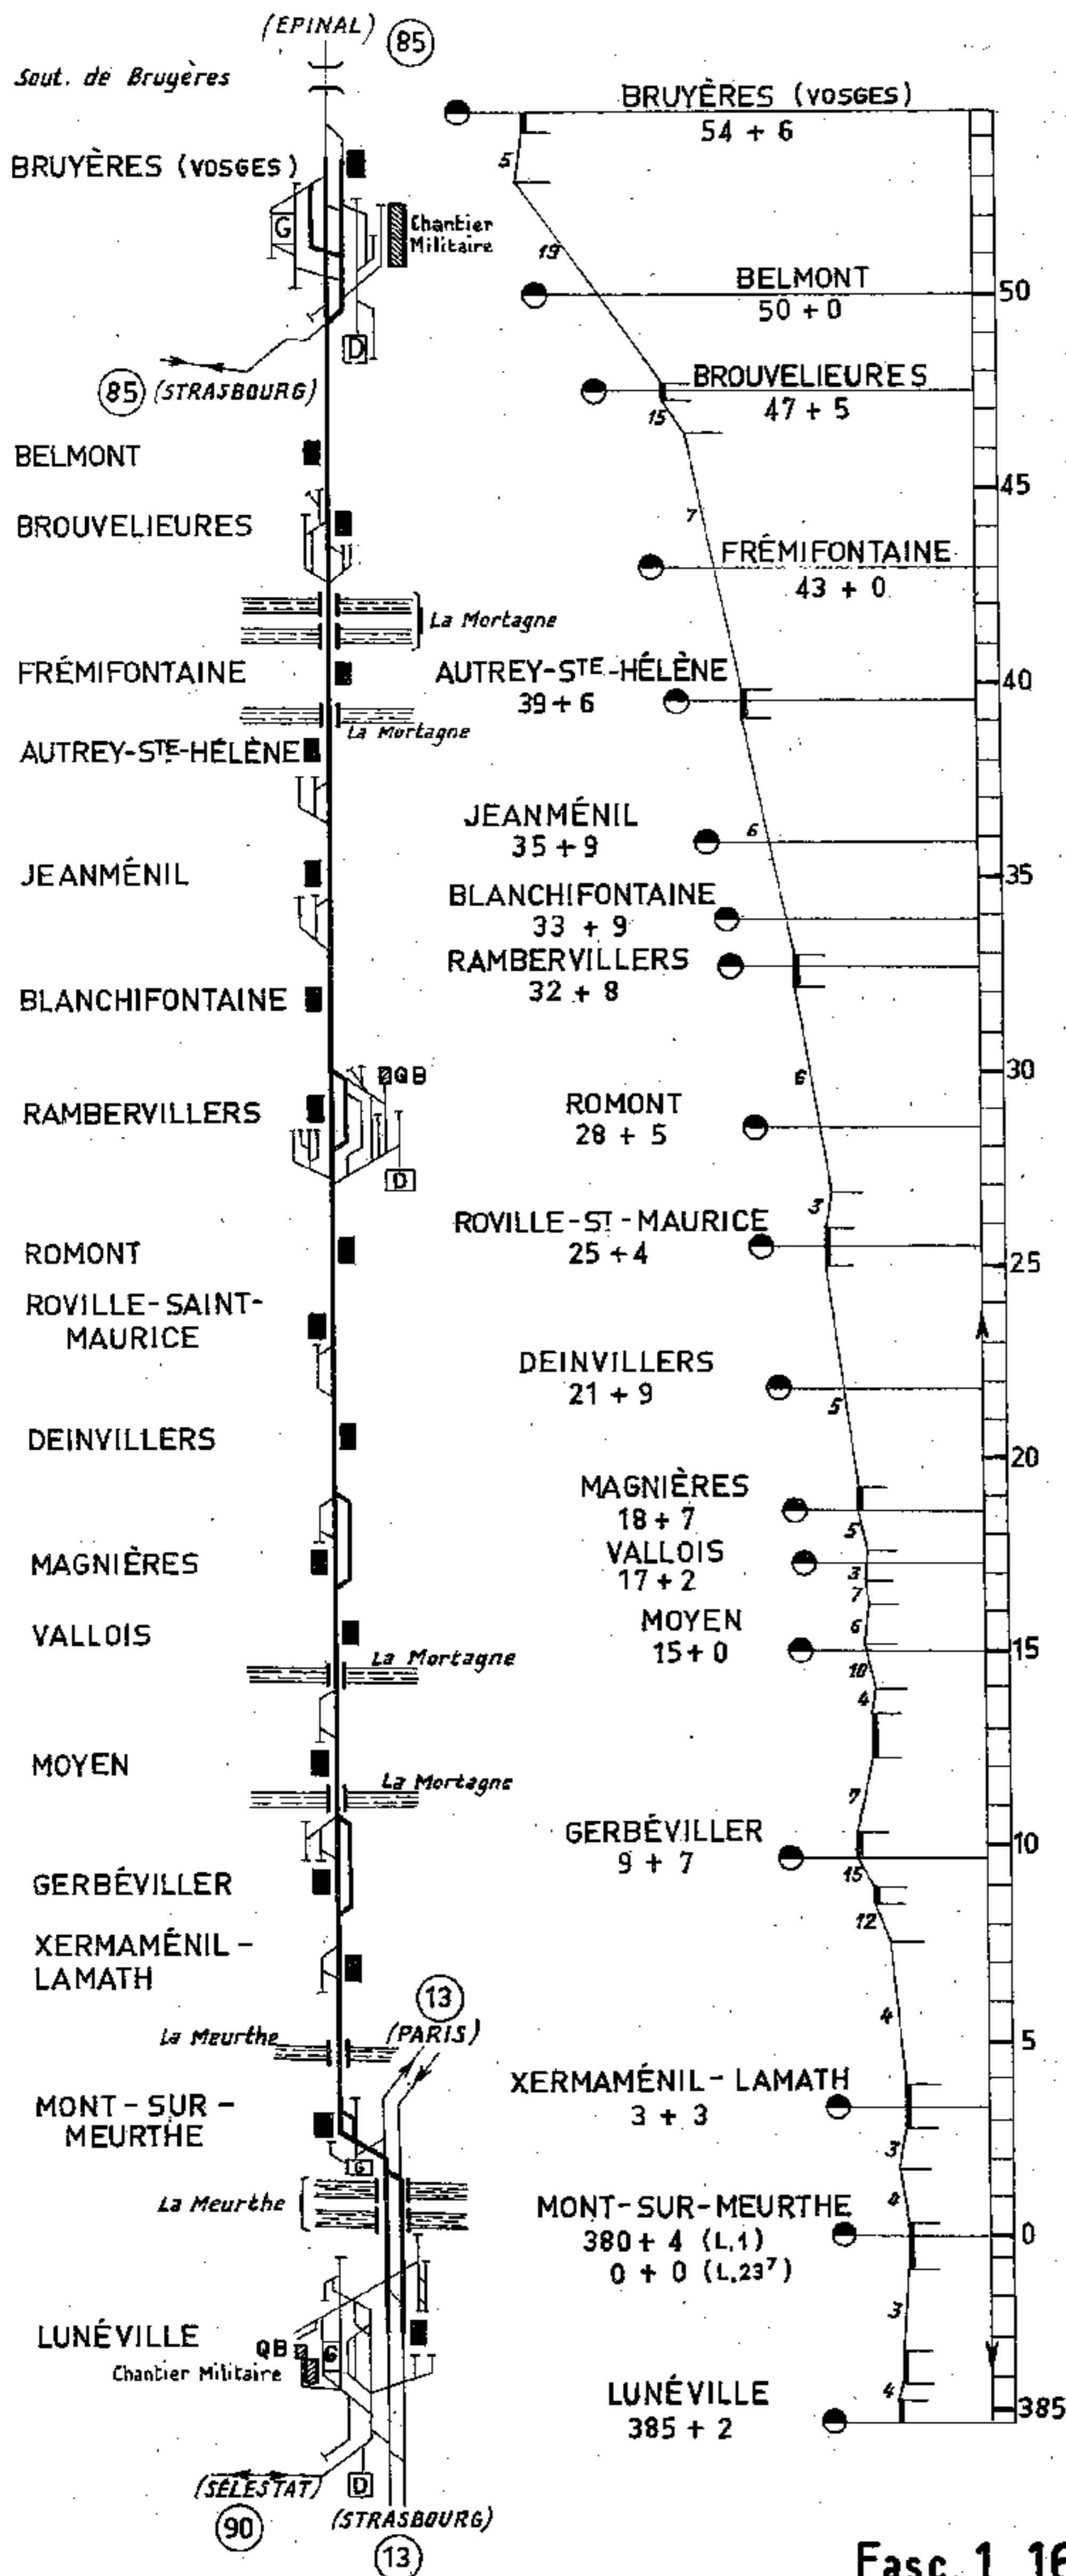 (EPINAL) 85
Sout. de Bruyères
BRUYÈRES (VOSGES)
G
Chantier
Militaire
D
85 (STRASBOURG)
BELMONT
BROUVELIEURES
La Mortagne
FRÉMIFONTAINE
La Mortagne
AUTREY-STE-HÉLÈNE
JEANMÉNIL
BLANCHIFONTAINE
QB
RAMBERVILLERS
D
ROMONT
ROVILLE-SAINT-
MAURICE
DEINVILLERS
MAGNIÈRES
VALLOIS
La Mortagne
MOYEN
La Mortagne
GERBÉVILLER
XERMAMÉNIL-
LAMATH
13
(PARIS)
La Meurthe
MONT-SUR-
MEURTHE
G
La Meurthe
LUNÉVILLE
QB
G
Chantier Militaire
(SÉLESTAT)
D
90
(STRASBOURG)
13
BRUYÈRES (VOSGES)
54 + 6
5
19
BELMONT
50 + 0
50
BROUVELIEURES
47 + 5
15
45
7
FRÉMIFONTAINE
43 + 0
AUTREY-STE-HÉLÈNE
39 + 6
40
JEANMÉNIL
35 + 9
6
35
BLANCHIFONTAINE
33 + 9
RAMBERVILLERS
32 + 8
6
30
ROMONT
28 + 5
3
ROVILLE-ST-MAURICE
25 + 4
25
DEINVILLERS
21 + 9
5
20
MAGNIÈRES
18 + 7
5
VALLOIS
17 + 2
3
7
MOYEN
15 + 0
6
15
10
4
7
GERBÉVILLER
9 + 7
10
15
12
4
5
XERMAMÉNIL-LAMATH
3 + 3
3
4
MONT-SUR-MEURTHE
380 + 4 (L.1)
0 + 0 (L.23⁷)
0
3
4
LUNÉVILLE
385 + 2
385
Fasc. 1 16